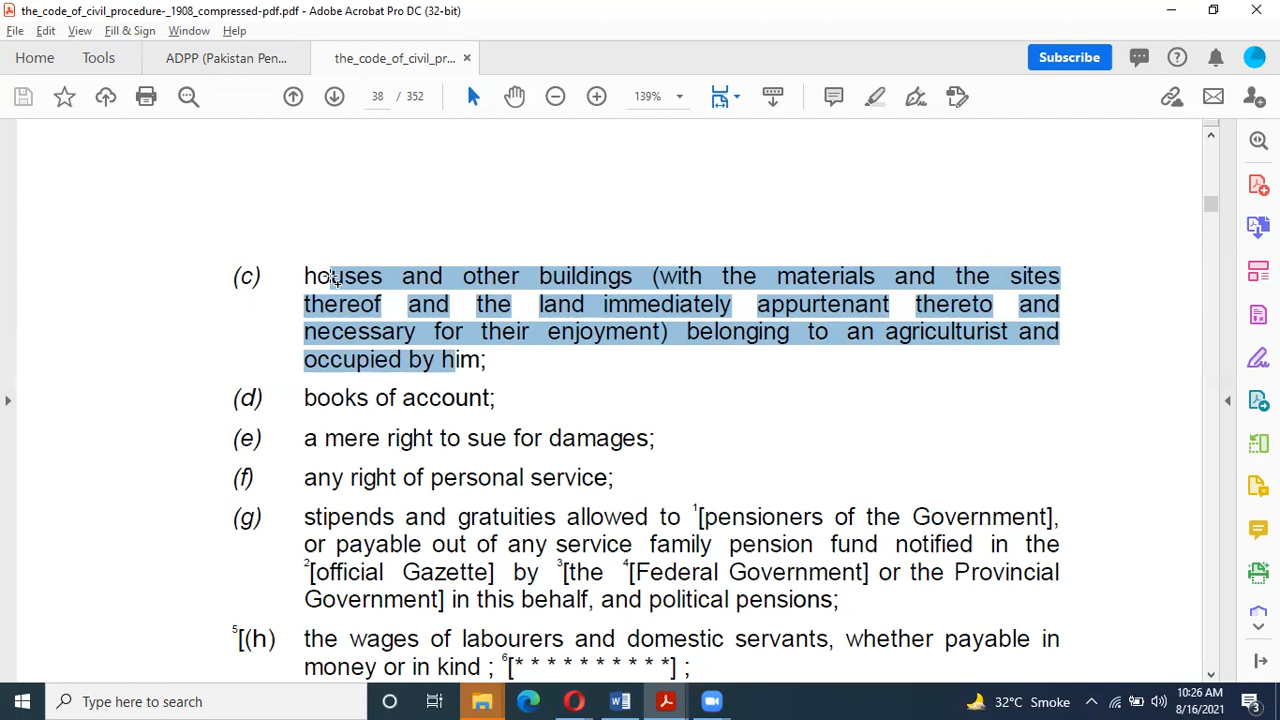 the_code_of_civil_procedure-_1908_compressed-pdf.pdf - Adobe Acrobat Pro DC (32-bit)
File Edit View Fill & Sign Window Help
Home Tools ADPP (Pakistan Pen... the_code_of_civil_pr... × Subscribe
38 / 352 139%
(c) houses and other buildings (with the materials and the sites
thereof and the land immediately appurtenant thereto and
necessary for their enjoyment) belonging to an agriculturist and
occupied by him;
(d) books of account;
(e) a mere right to sue for damages;
(f) any right of personal service;
(g) stipends and gratuities allowed to 1[pensioners of the Government],
or payable out of any service family pension fund notified in the
2[official Gazette] by 3[the 4[Federal Government] or the Provincial
Government] in this behalf, and political pensions;
5[(h) the wages of labourers and domestic servants, whether payable in
money or in kind ; 6[* * * * * * * * * *] ;
Type here to search 32°C Smoke 10:26 AM
8/16/2021 3